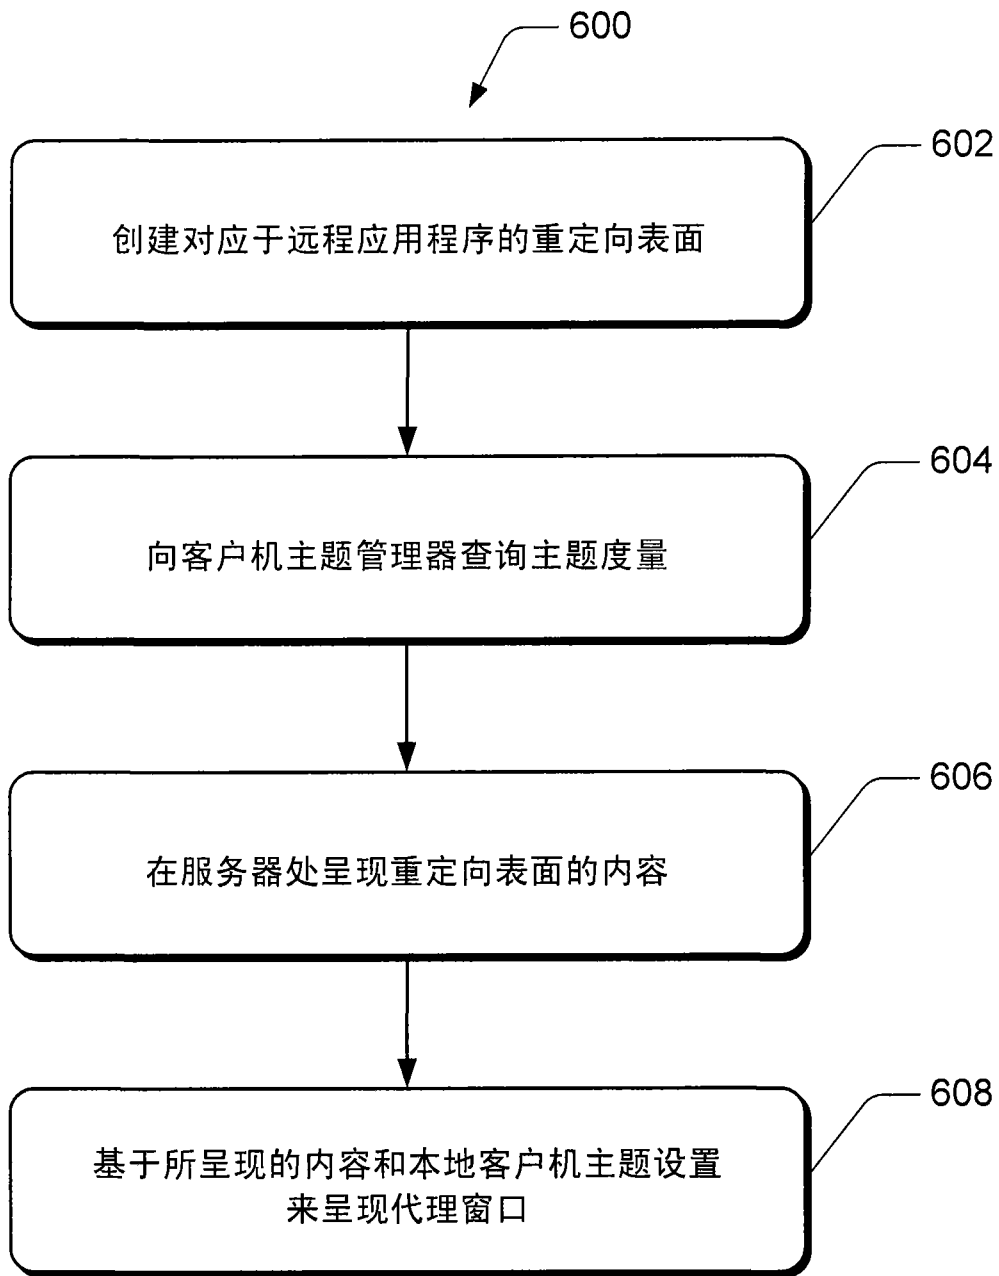 600
602
创建对应于远程应用程序的重定向表面
604
向客户机主题管理器查询主题度量
606
在服务器处呈现重定向表面的内容
608
基于所呈现的内容和本地客户机主题设置
来呈现代理窗口